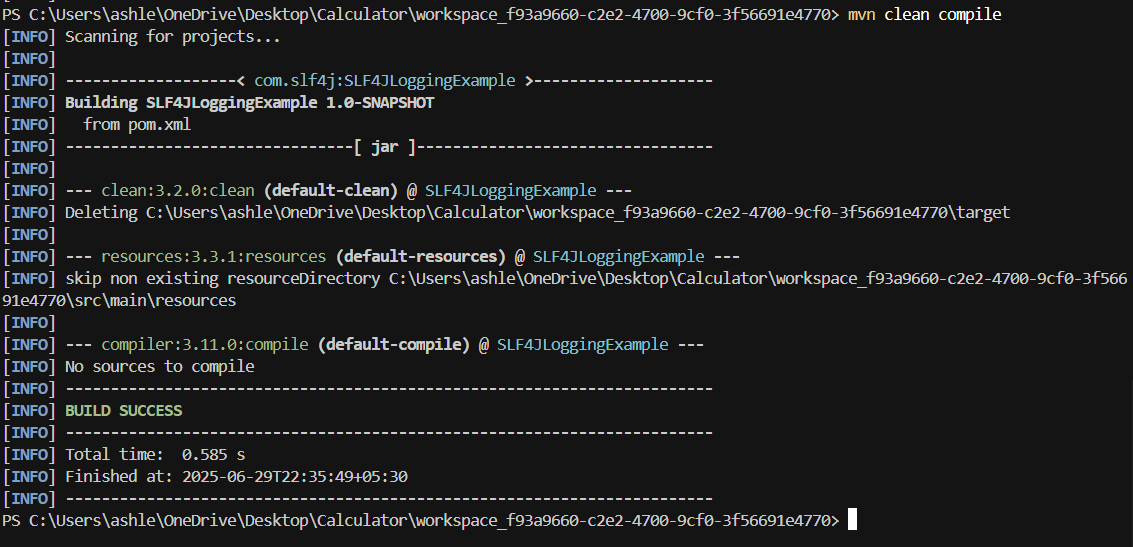 PS C:\Users\ashle\OneDrive\Desktop\Calculator\workspace_f93a9660-c2e2-4700-9cf0-3f56691e4770> mvn clean compile
[INFO] Scanning for projects...
[INFO]
[INFO] -------------------< com.slf4j:SLF4JLoggingExample >--------------------
[INFO] Building SLF4JLoggingExample 1.0-SNAPSHOT
[INFO]   from pom.xml
[INFO] --------------------------------[ jar ]---------------------------------
[INFO]
[INFO] --- clean:3.2.0:clean (default-clean) @ SLF4JLoggingExample ---
[INFO] Deleting C:\Users\ashle\OneDrive\Desktop\Calculator\workspace_f93a9660-c2e2-4700-9cf0-3f56691e4770\target
[INFO]
[INFO] --- resources:3.3.1:resources (default-resources) @ SLF4JLoggingExample ---
[INFO] skip non existing resourceDirectory C:\Users\ashle\OneDrive\Desktop\Calculator\workspace_f93a9660-c2e2-4700-9cf0-3f566
91e4770\src\main\resources
[INFO]
[INFO] --- compiler:3.11.0:compile (default-compile) @ SLF4JLoggingExample ---
[INFO] No sources to compile
[INFO] ------------------------------------------------------------------------
[INFO] BUILD SUCCESS
[INFO] ------------------------------------------------------------------------
[INFO] Total time:  0.585 s
[INFO] Finished at: 2025-06-29T22:35:49+05:30
[INFO] ------------------------------------------------------------------------
PS C:\Users\ashle\OneDrive\Desktop\Calculator\workspace_f93a9660-c2e2-4700-9cf0-3f56691e4770>